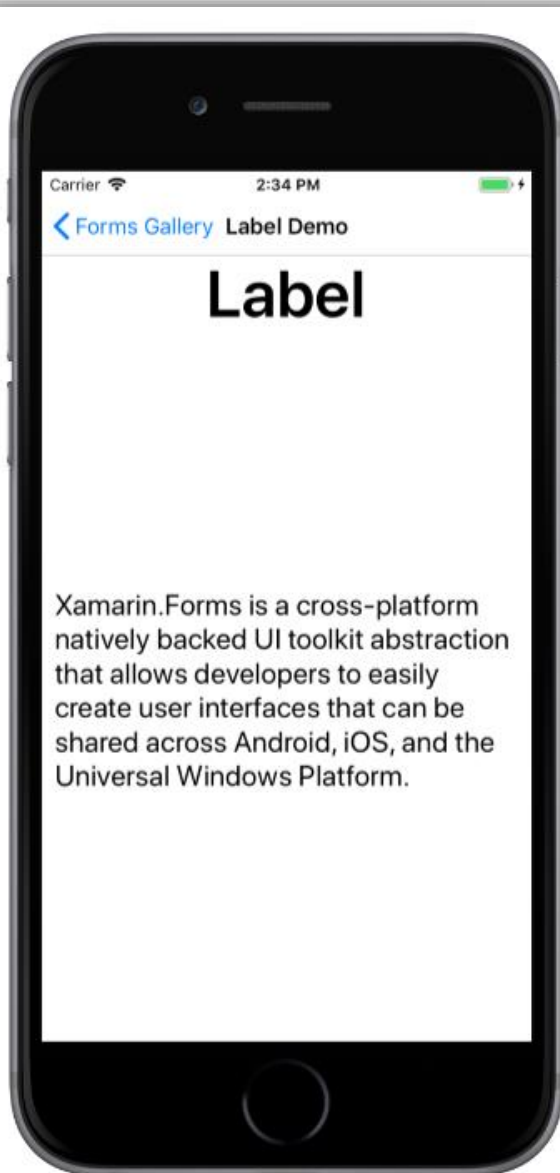 Carrier 2:34 PM
Forms Gallery Label Demo
Label
Xamarin.Forms is a cross-platform
natively backed UI toolkit abstraction
that allows developers to easily
create user interfaces that can be
shared across Android, iOS, and the
Universal Windows Platform.